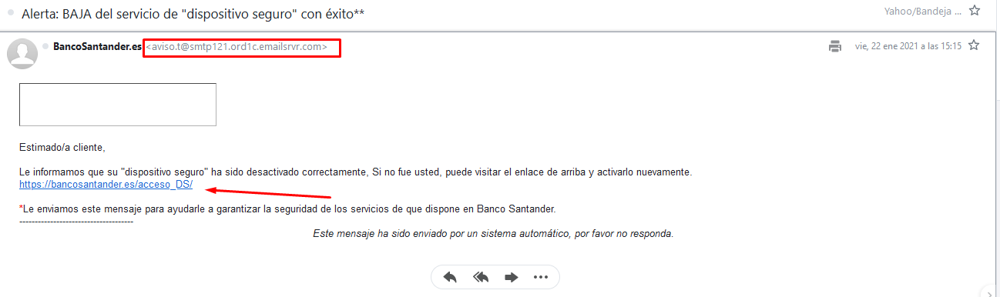 Alerta: BAJA del servicio de "dispositivo seguro" con éxito**
Yahoo/Bandeja ...
BancoSantander.es <aviso.t@smtp121.ord1c.emailsrvr.com>
vie, 22 ene 2021 a las 15:15
Estimado/a cliente,
Le informamos que su "dispositivo seguro" ha sido desactivado correctamente, Si no fue usted, puede visitar el enlace de arriba y activarlo nuevamente.
https://bancosantander.es/acceso_DS/
*Le enviamos este mensaje para ayudarle a garantizar la seguridad de los servicios de que dispone en Banco Santander.
-------------------------------------
Este mensaje ha sido enviado por un sistema automático, por favor no responda.